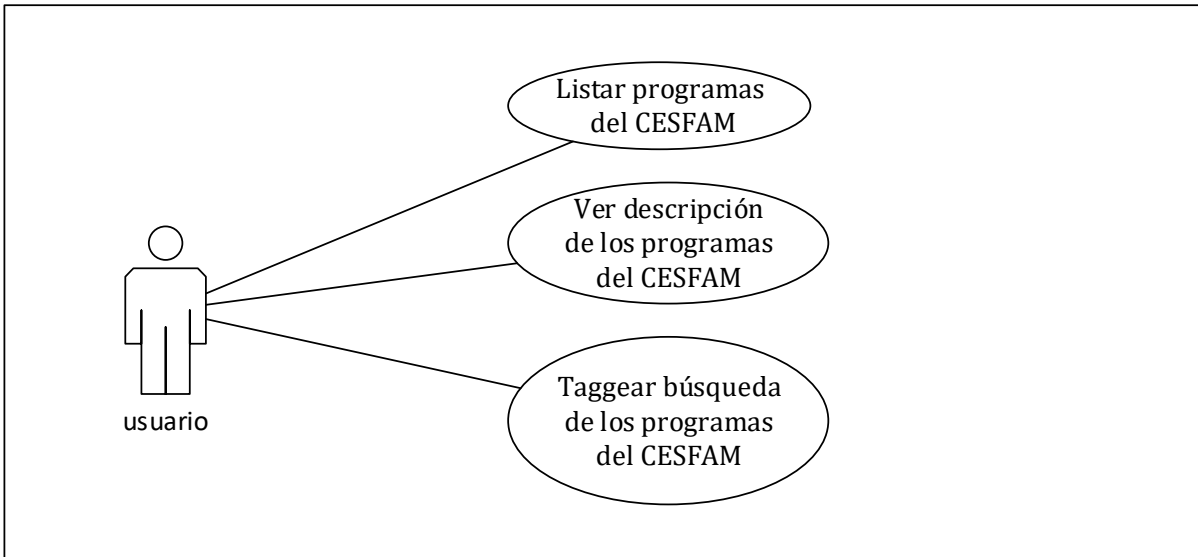 Listar programas
del CESFAM
Ver descripción
de los programas
del CESFAM
Taggear búsqueda
de los programas
del CESFAM
usuario